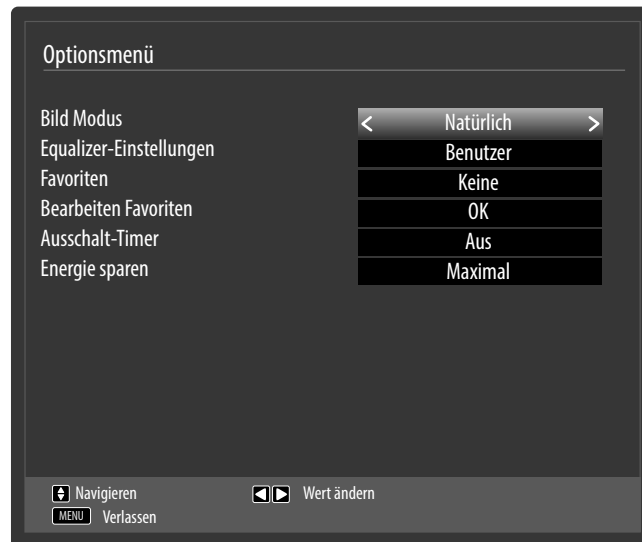 Optionsmenü
Bild Modus < Natürlich >
Equalizer-Einstellungen Benutzer
Favoriten Keine
Bearbeiten Favoriten OK
Ausschalt-Timer Aus
Energie sparen Maximal
Navigieren Wert ändern
MENU Verlassen